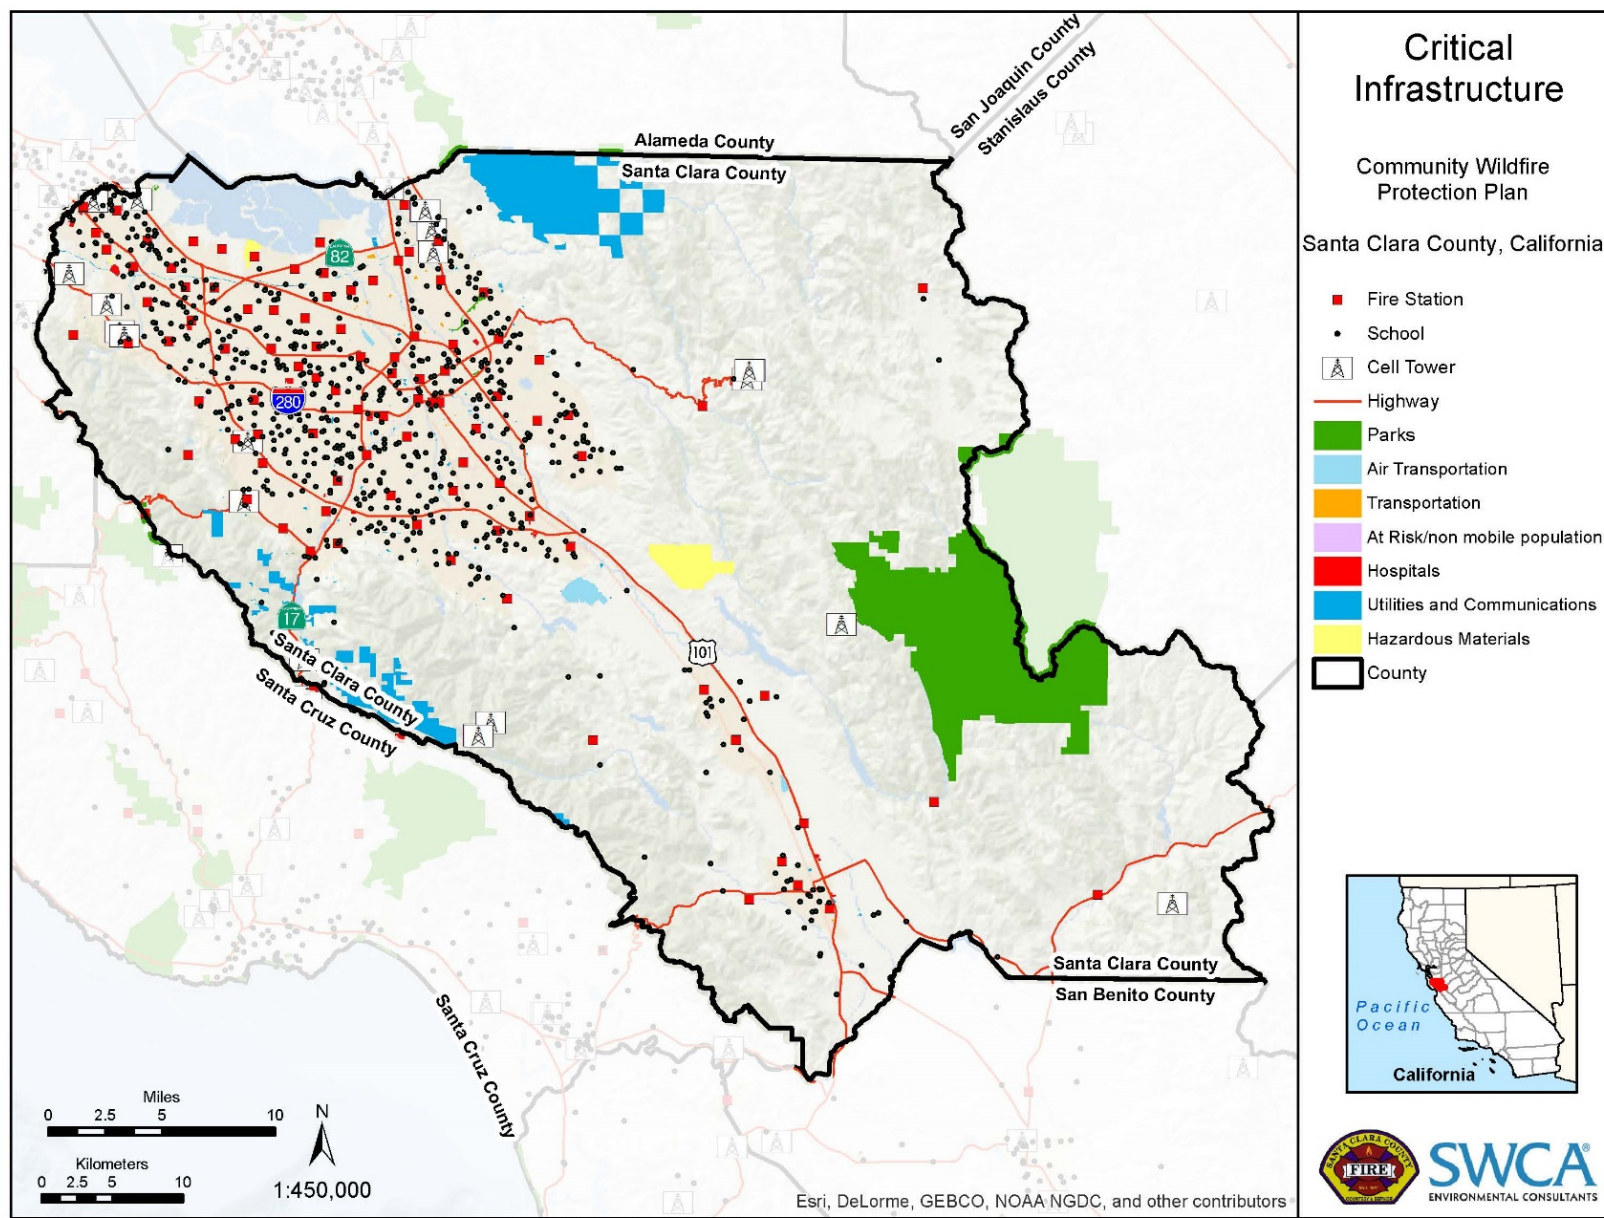 Critical
Infrastructure
Community Wildfire
Protection Plan
Santa Clara County, California
Fire Station
School
Cell Tower
Highway
Parks
Air Transportation
Transportation
At Risk/non mobile population
Hospitals
Utilities and Communications
Hazardous Materials
County
San Joaquin County
Stanislaus County
Alameda County
Santa Clara County
82
280
17
101
Santa Clara County
Santa Cruz County
Santa Clara County
San Benito County
Santa Cruz County
Miles
0 2.5 5 10
Kilometers
0 2.5 5 10
N
1:450,000
Esri, DeLorme, GEBCO, NOAA NGDC, and other contributors
Pacific
Ocean
California
SANTA CLARA COUNTY
FIRE
SWCA®
ENVIRONMENTAL CONSULTANTS